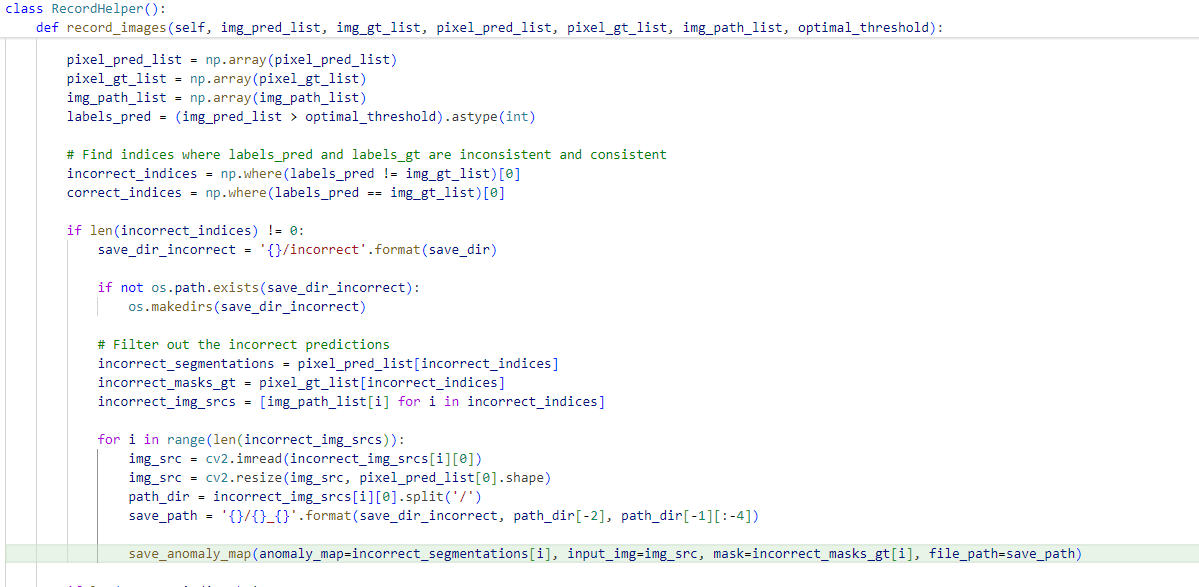 class RecordHelper():
    def record_images(self, img_pred_list, img_gt_list, pixel_pred_list, pixel_gt_list, img_path_list, optimal_threshold):
        pixel_pred_list = np.array(pixel_pred_list)
        pixel_gt_list = np.array(pixel_gt_list)
        img_path_list = np.array(img_path_list)
        labels_pred = (img_pred_list > optimal_threshold).astype(int)

        # Find indices where labels_pred and labels_gt are inconsistent and consistent
        incorrect_indices = np.where(labels_pred != img_gt_list)[0]
        correct_indices = np.where(labels_pred == img_gt_list)[0]

        if len(incorrect_indices) != 0:
            save_dir_incorrect = '{}/incorrect'.format(save_dir)

            if not os.path.exists(save_dir_incorrect):
                os.makedirs(save_dir_incorrect)

            # Filter out the incorrect predictions
            incorrect_segmentations = pixel_pred_list[incorrect_indices]
            incorrect_masks_gt = pixel_gt_list[incorrect_indices]
            incorrect_img_srcs = [img_path_list[i] for i in incorrect_indices]

            for i in range(len(incorrect_img_srcs)):
                img_src = cv2.imread(incorrect_img_srcs[i][0])
                img_src = cv2.resize(img_src, pixel_pred_list[0].shape)
                path_dir = incorrect_img_srcs[i][0].split('/')
                save_path = '{}/{}_{}'.format(save_dir_incorrect, path_dir[-2], path_dir[-1][:-4])

                save_anomaly_map(anomaly_map=incorrect_segmentations[i], input_img=img_src, mask=incorrect_masks_gt[i], file_path=save_path)